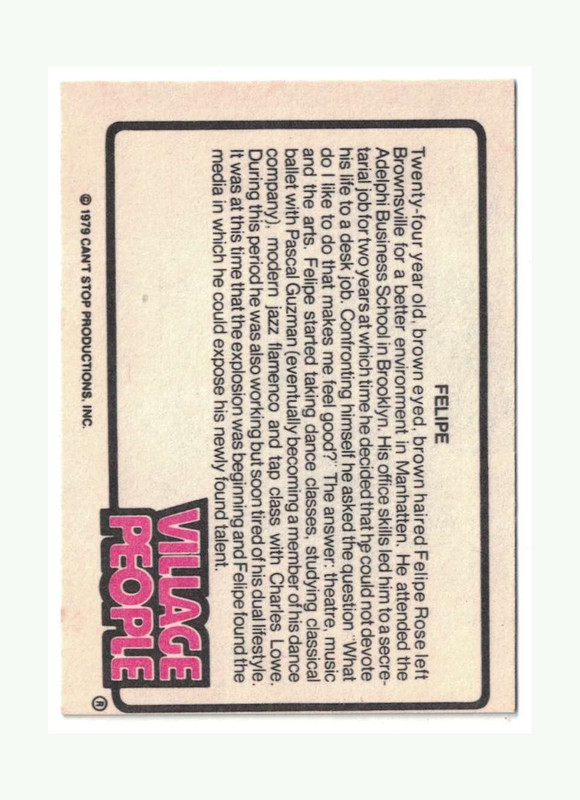 FELIPE
Twenty-four year old, brown eyed, brown haired Felipe Rose left
Brownsville for a better environment in Manhatten. He attended the
Adelphi Business School in Brooklyn. His office skills led him to a secre-
tarial job for two years at which time he decided that he could not devote
his life to a desk job. Confronting himself he asked the question "What
do I like to do that makes me feel good?" The answer; theatre, music
and the arts. Felipe started taking dance classes, studying classical
ballet with Pascal Guzman (eventually becoming a member of his dance
company), modern jazz flamenco and tap class with Charles Lowe.
During this period he was also working but soon tired of his dual lifestyle.
It was at this time that the explosion was beginning and Felipe found the
media in which he could expose his newly found talent.
VILLAGE
PEOPLE
®
© 1979 CAN'T STOP PRODUCTIONS, INC.